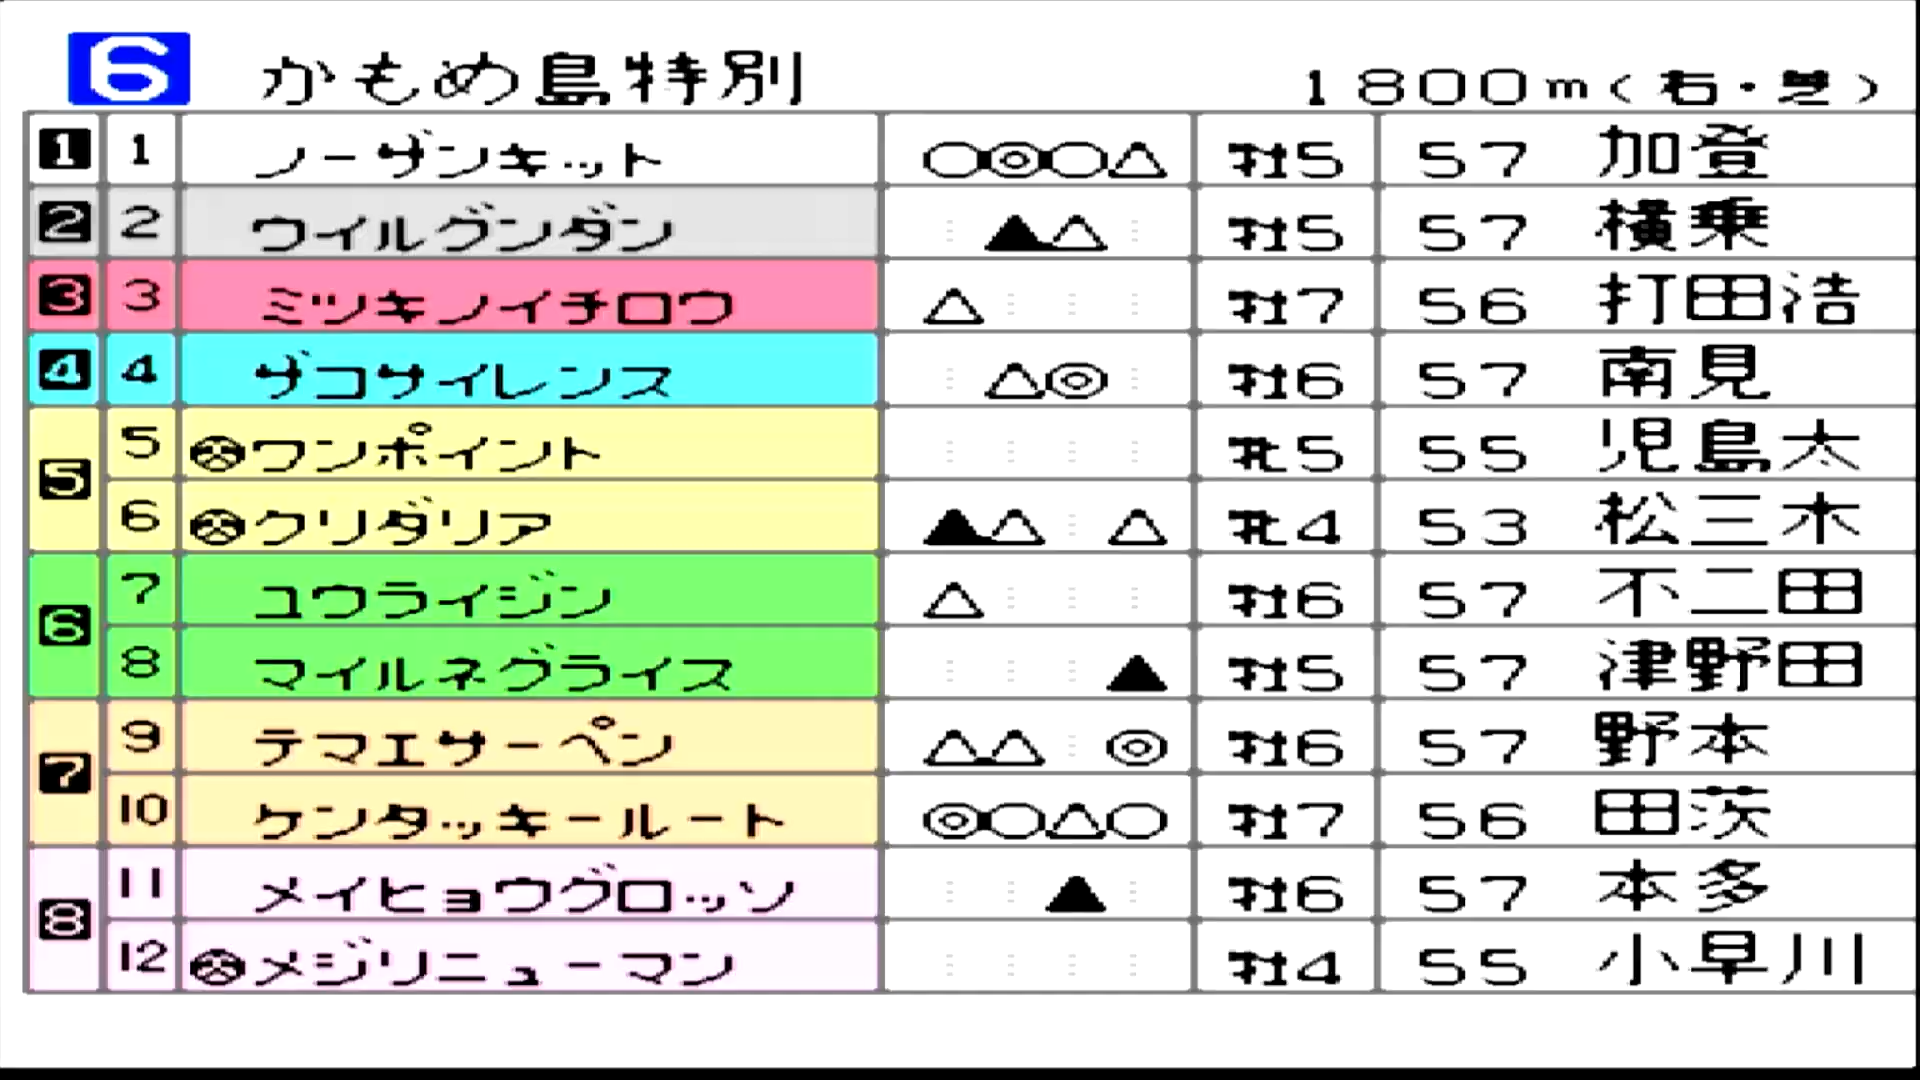 6 かもめ島特別 1800m(右・芝)
1 1 ノーザンキット ○◎○△ 牡5 57 加登
2 2 ウイルグンダン ▲△ 牡5 57 横乗
3 3 ミツキノイチロウ △ 牡7 56 打田浩
4 4 ザコサイレンス △◎ 牡6 57 南見
5 5 ワンポイント 牝5 55 児島太
6 クリダリア ▲△ △ 牝4 53 松三木
6 7 ユウライジン △ 牡6 57 不二田
8 マイルネグライス ▲ 牡5 57 津野田
7 9 テマエサーペン △△ ◎ 牡6 57 野本
10 ケンタッキールート ◎○△○ 牡7 56 田茨
8 11 メイヒョウグロッソ ▲ 牡6 57 本多
12 メジリニューマン 牡4 55 小早川